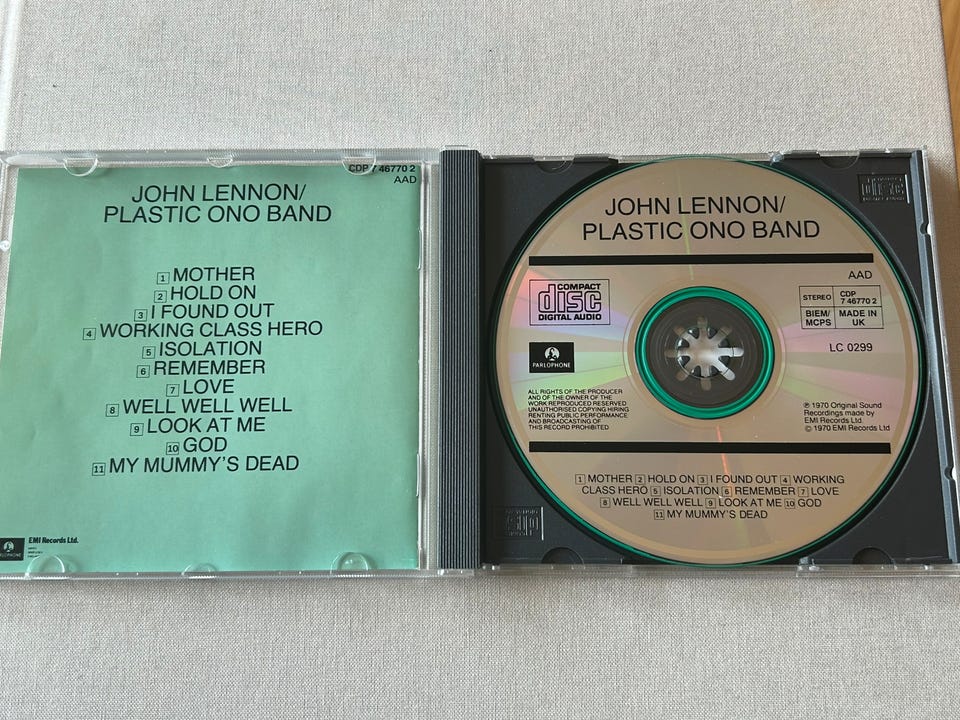 CDP 7 46770 2
AAD
JOHN LENNON/
PLASTIC ONO BAND
1 MOTHER
2 HOLD ON
3 I FOUND OUT
4 WORKING CLASS HERO
5 ISOLATION
6 REMEMBER
7 LOVE
8 WELL WELL WELL
9 LOOK AT ME
10 GOD
11 MY MUMMY'S DEAD
PARLOPHONE
EMI Records Ltd.
disc
JOHN LENNON/
PLASTIC ONO BAND
COMPACT
disc
DIGITAL AUDIO
AAD
STEREO
CDP
7 46770 2
BIEM/
MCPS
MADE IN
UK
PARLOPHONE
LC 0299
ALL RIGHTS OF THE PRODUCER
AND OF THE OWNER OF THE
WORK REPRODUCED RESERVED
UNAUTHORISED COPYING HIRING
RENTING PUBLIC PERFORMANCE
AND BROADCASTING OF
THIS RECORD PROHIBITED
℗ 1970 Original Sound
Recordings made by
EMI Records Ltd.
© 1970 EMI Records Ltd
1 MOTHER 2 HOLD ON 3 I FOUND OUT 4 WORKING
CLASS HERO 5 ISOLATION 6 REMEMBER 7 LOVE
8 WELL WELL WELL 9 LOOK AT ME 10 GOD
11 MY MUMMY'S DEAD